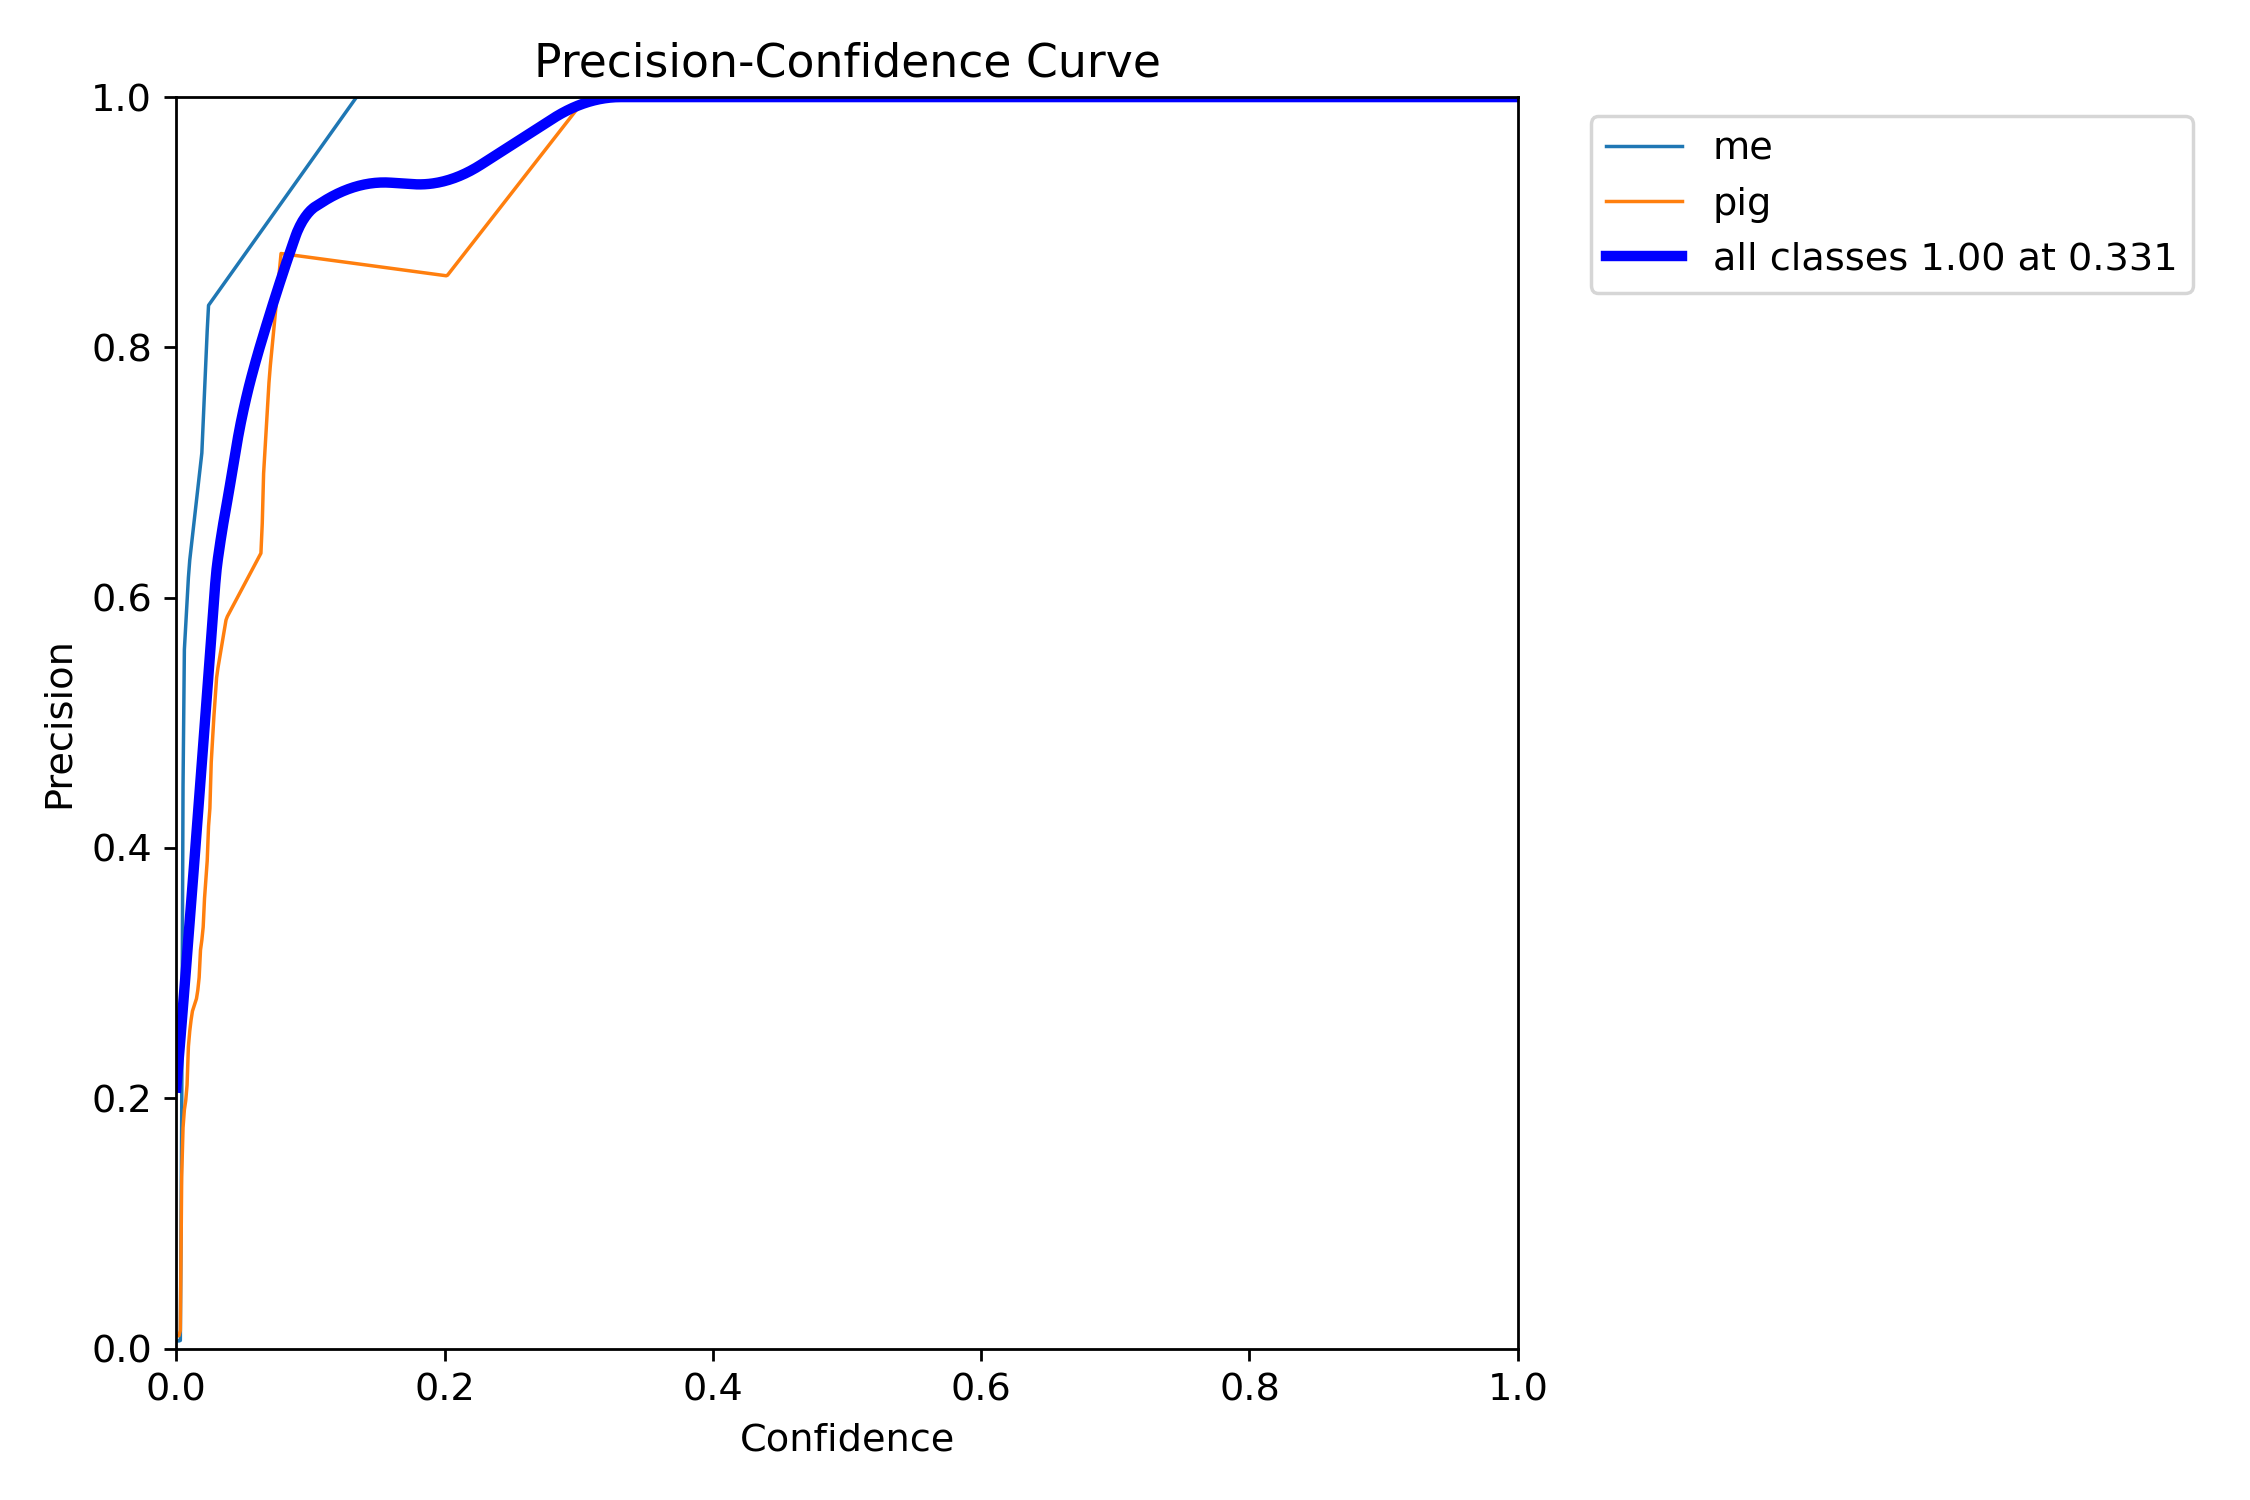 Precision-Confidence Curve
1.0
0.8
0.6
0.4
0.2
0.0
Precision
0.0 0.2 0.4 0.6 0.8 1.0
Confidence
me
pig
all classes 1.00 at 0.331